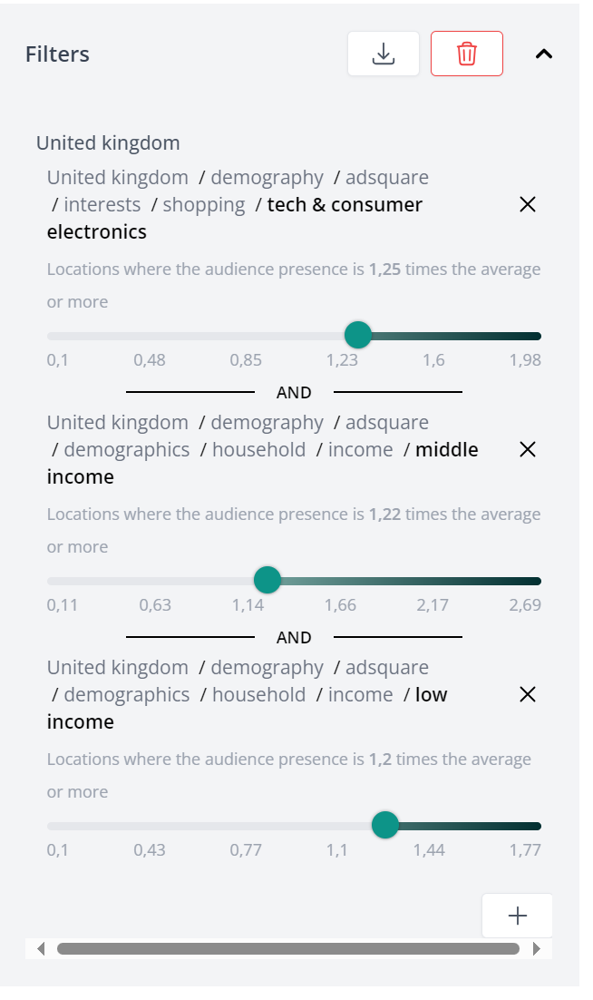 Filters
United kingdom
United kingdom / demography / adsquare
/ interests / shopping / tech & consumer
electronics
Locations where the audience presence is 1,25 times the average
or more
0,1 0,48 0,85 1,23 1,6 1,98
AND
United kingdom / demography / adsquare
/ demographics / household / income / middle
income
Locations where the audience presence is 1,22 times the average
or more
0,11 0,63 1,14 1,66 2,17 2,69
AND
United kingdom / demography / adsquare
/ demographics / household / income / low
income
Locations where the audience presence is 1,2 times the average
or more
0,1 0,43 0,77 1,1 1,44 1,77